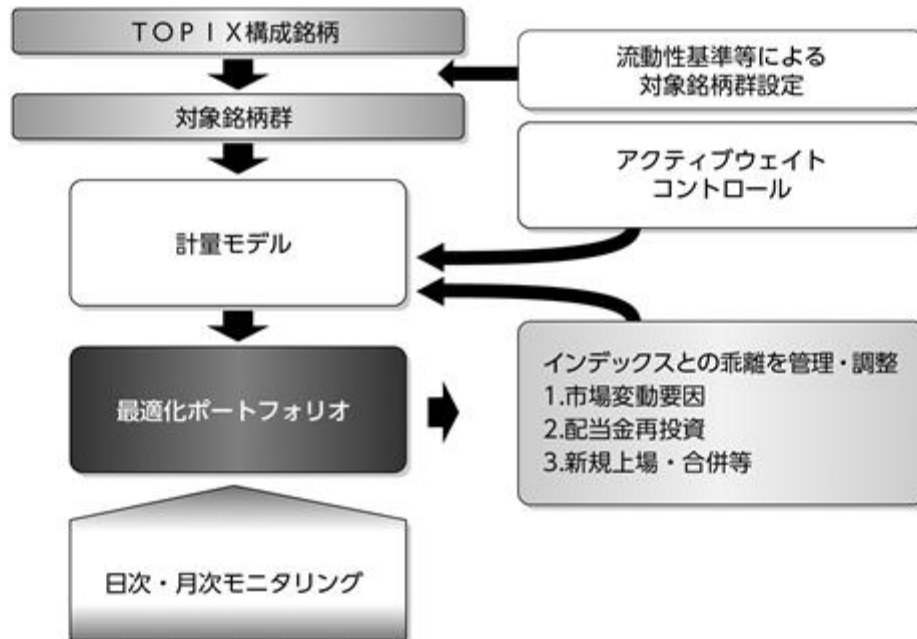 TOPIX構成銘柄
流動性基準等による
対象銘柄群設定
対象銘柄群
アクティブウェイト
コントロール
計量モデル
最適化ポートフォリオ
インデックスとの乖離を管理・調整
1.市場変動要因
2.配当金再投資
3.新規上場・合併等
日次・月次モニタリング